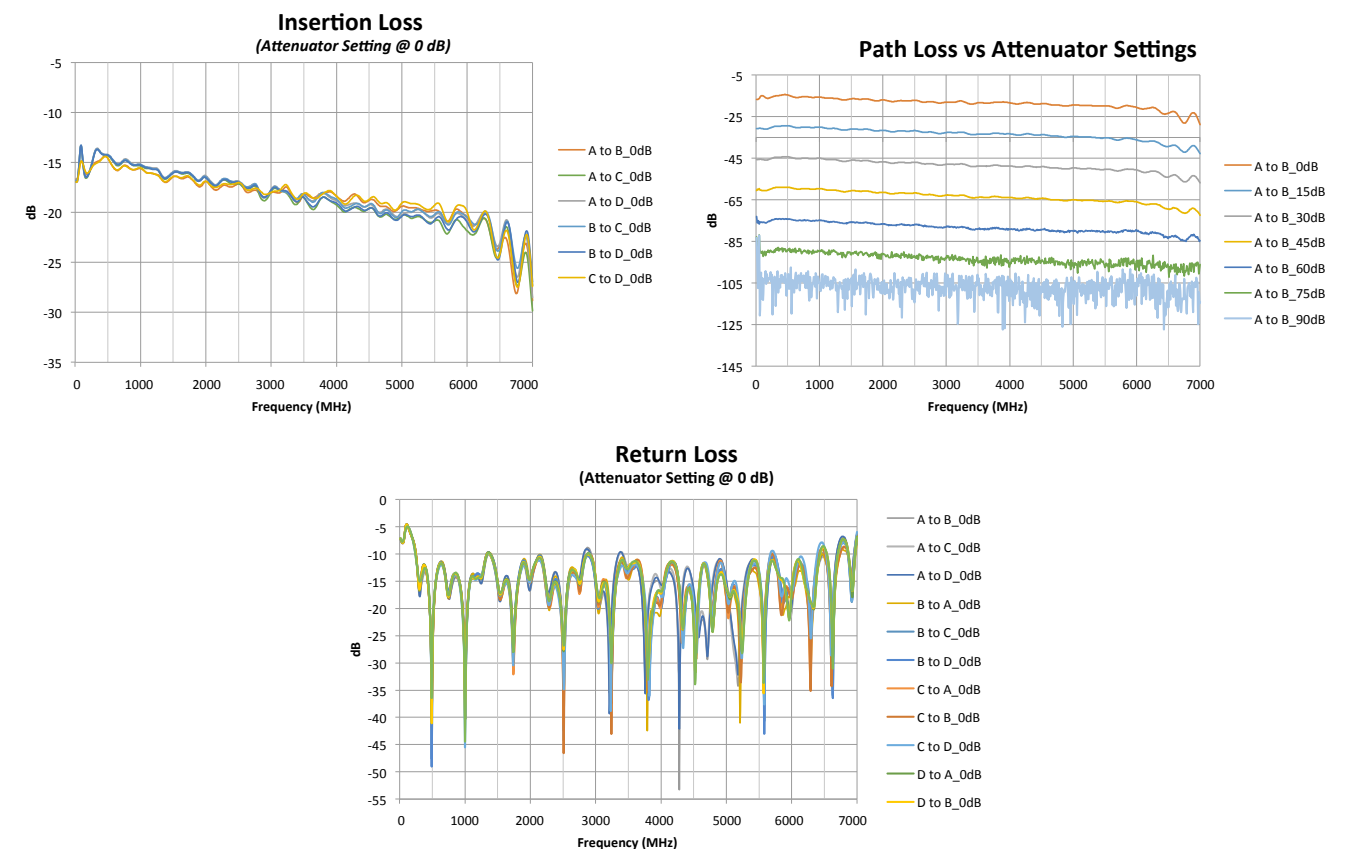 Insertion Loss
(Attenuator Setting @ 0 dB)
-5
-10
-15
-20
-25
-30
-35
dB
0 1000 2000 3000 4000 5000 6000 7000
Frequency (MHz)
A to B_0dB
A to C_0dB
A to D_0dB
B to C_0dB
B to D_0dB
C to D_0dB
Path Loss vs Attenuator Settings
-5
-25
-45
-65
-85
-105
-125
-145
dB
0 1000 2000 3000 4000 5000 6000 7000
Frequency (MHz)
A to B_0dB
A to B_15dB
A to B_30dB
A to B_45dB
A to B_60dB
A to B_75dB
A to B_90dB
Return Loss
(Attenuator Setting @ 0 dB)
0
-5
-10
-15
-20
-25
-30
-35
-40
-45
-50
-55
dB
0 1000 2000 3000 4000 5000 6000 7000
Frequency (MHz)
A to B_0dB
A to C_0dB
A to D_0dB
B to A_0dB
B to C_0dB
B to D_0dB
C to A_0dB
C to B_0dB
C to D_0dB
D to A_0dB
D to B_0dB